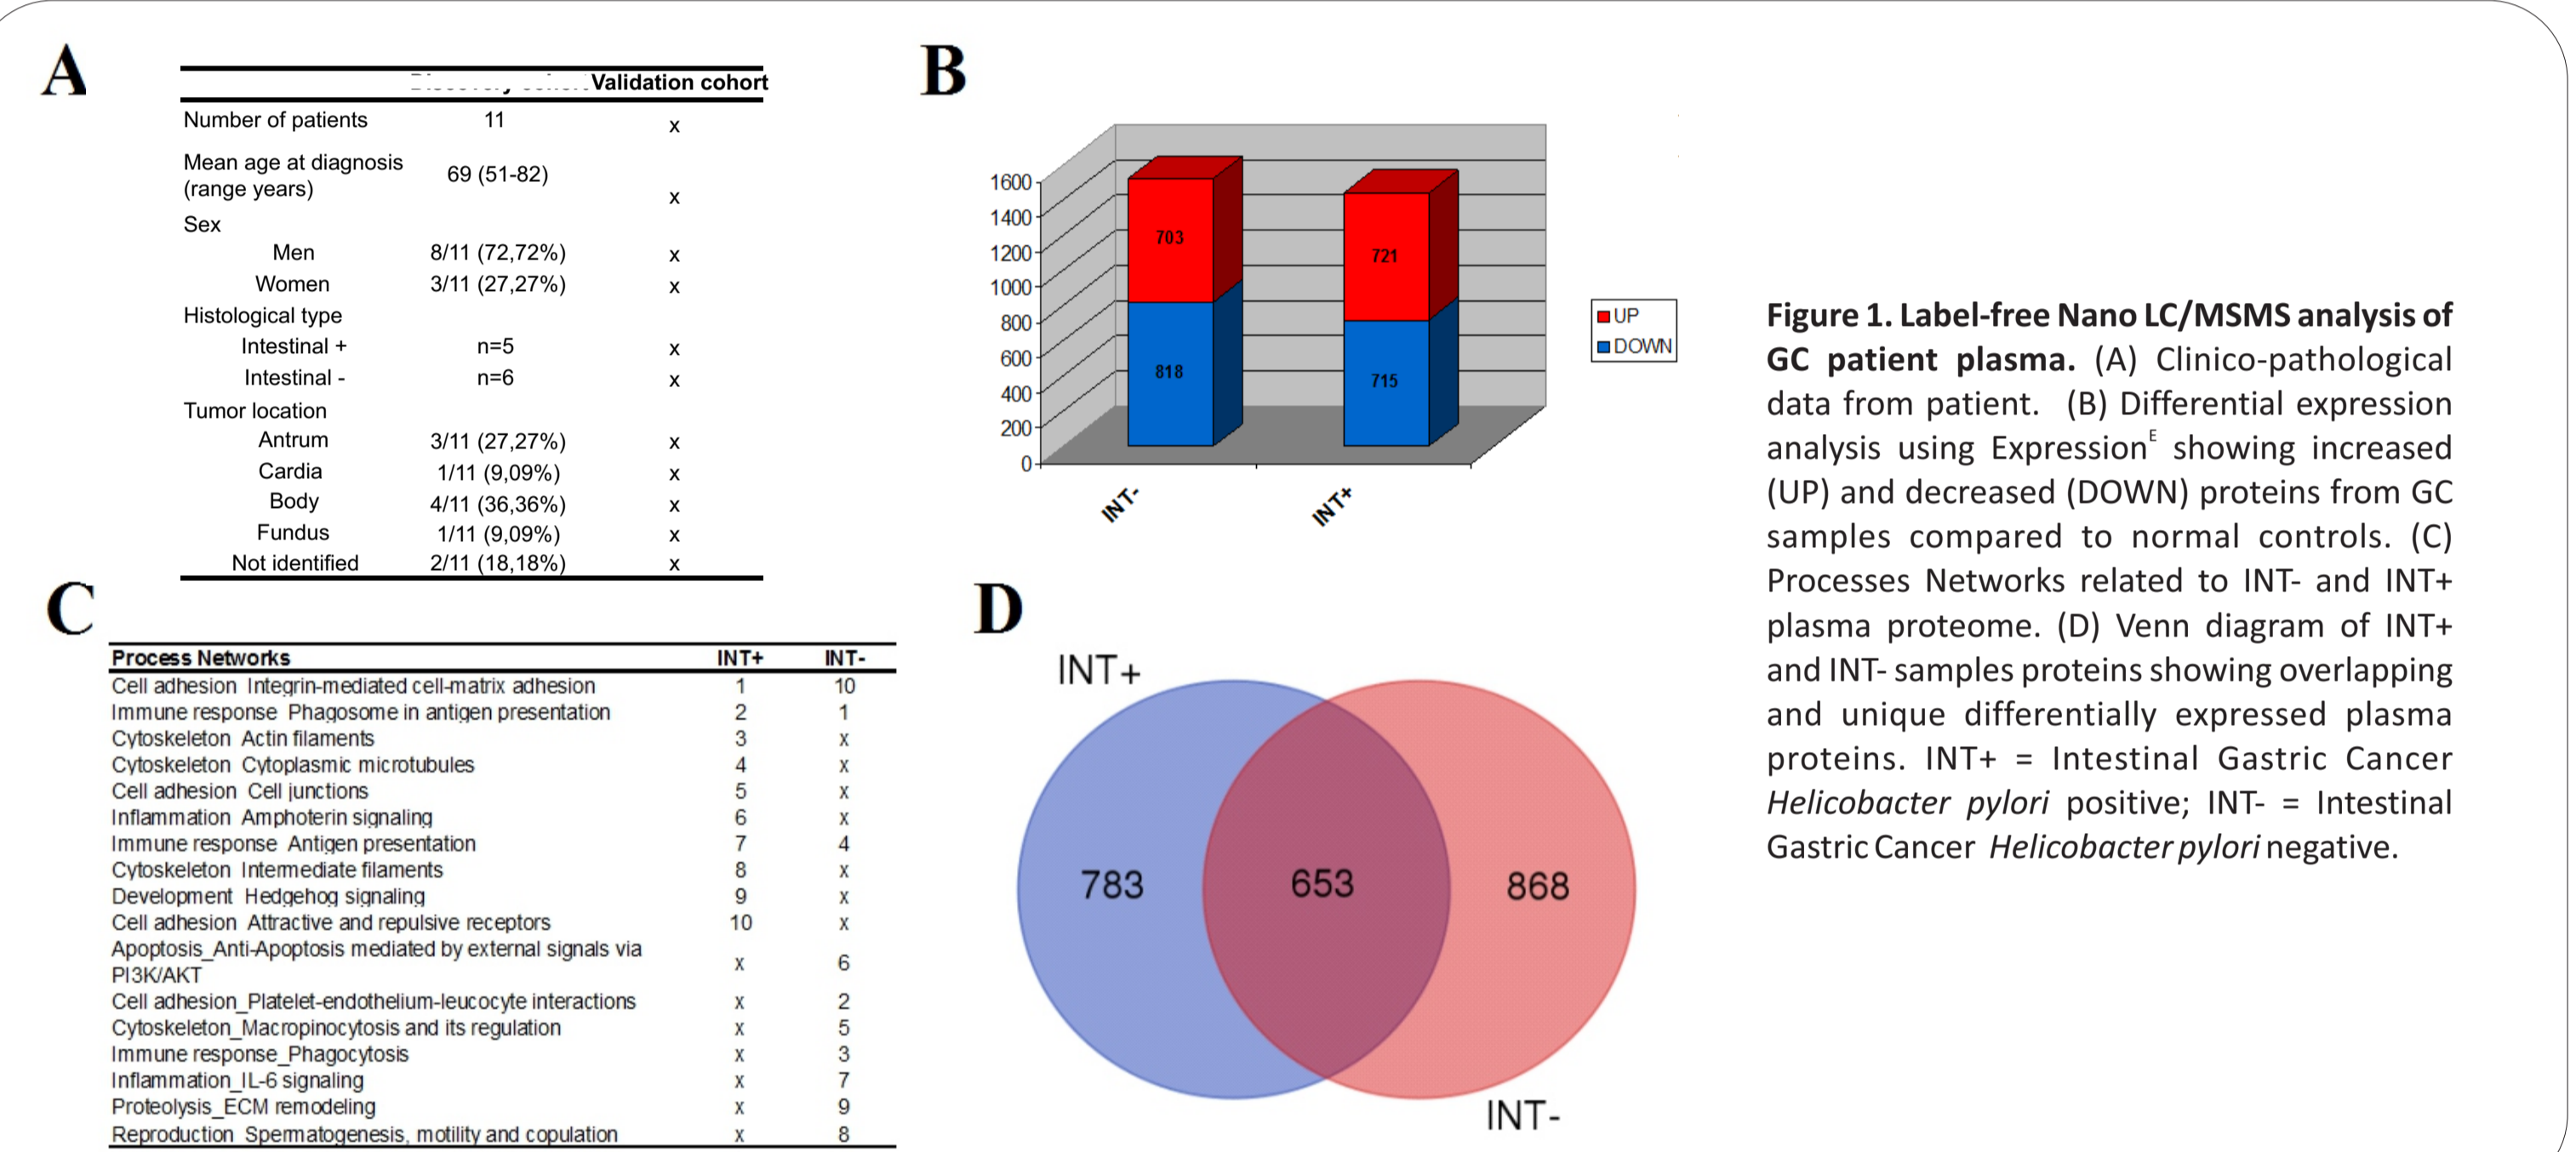 A
Validation cohort
Number of patients 11 x
Mean age at diagnosis
(range years) 69 (51-82) x
Sex
Men 8/11 (72,72%) x
Women 3/11 (27,27%) x
Histological type
Intestinal + n=5 x
Intestinal - n=6 x
Tumor location
Antrum 3/11 (27,27%) x
Cardia 1/11 (9,09%) x
Body 4/11 (36,36%) x
Fundus 1/11 (9,09%) x
Not identified 2/11 (18,18%) x
B
1600
1400
1200
1000
800
600
400
200
0
703
818
721
715
INT-
INT+
UP
DOWN
C
Process Networks INT+ INT-
Cell adhesion Integrin-mediated cell-matrix adhesion 1 10
Immune response Phagosome in antigen presentation 2 1
Cytoskeleton Actin filaments 3 x
Cytoskeleton Cytoplasmic microtubules 4 x
Cell adhesion Cell junctions 5 x
Inflammation Amphoterin signaling 6 x
Immune response Antigen presentation 7 4
Cytoskeleton Intermediate filaments 8 x
Development Hedgehog signaling 9 x
Cell adhesion Attractive and repulsive receptors 10 x
Apoptosis_Anti-Apoptosis mediated by external signals via
PI3K/AKT x 6
Cell adhesion_Platelet-endothelium-leucocyte interactions x 2
Cytoskeleton_Macropinocytosis and its regulation x 5
Immune response_Phagocytosis x 3
Inflammation_IL-6 signaling x 7
Proteolysis_ECM remodeling x 9
Reproduction Spermatogenesis, motility and copulation x 8
D
INT+
783
653
868
INT-
Figure 1. Label-free Nano LC/MSMS analysis of
GC patient plasma. (A) Clinico-pathological
data from patient. (B) Differential expression
analysis using Expression^E showing increased
(UP) and decreased (DOWN) proteins from GC
samples compared to normal controls. (C)
Processes Networks related to INT- and INT+
plasma proteome. (D) Venn diagram of INT+
and INT- samples proteins showing overlapping
and unique differentially expressed plasma
proteins. INT+ = Intestinal Gastric Cancer
Helicobacter pylori positive; INT- = Intestinal
Gastric Cancer Helicobacter pylori negative.